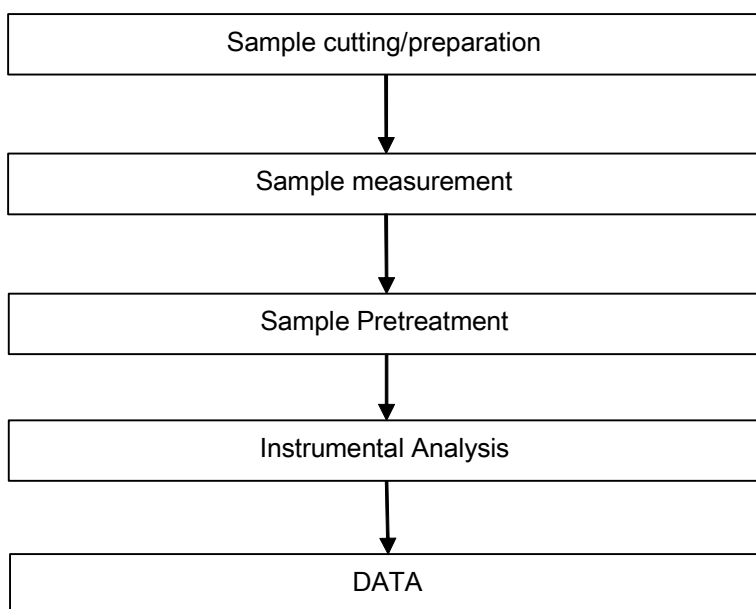 Sample cutting/preparation
Sample measurement
Sample Pretreatment
Instrumental Analysis
DATA